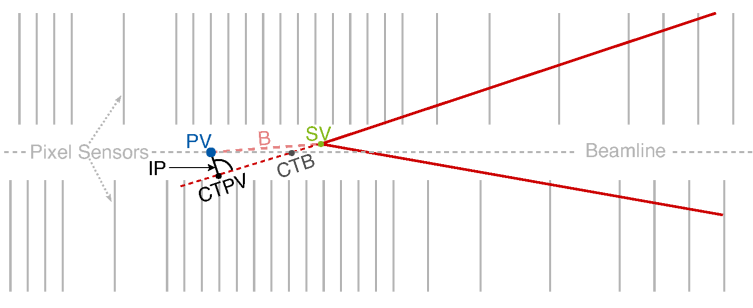 SV
PV
B
Pixel Sensors
Beamline
IP
CTB
CTPV